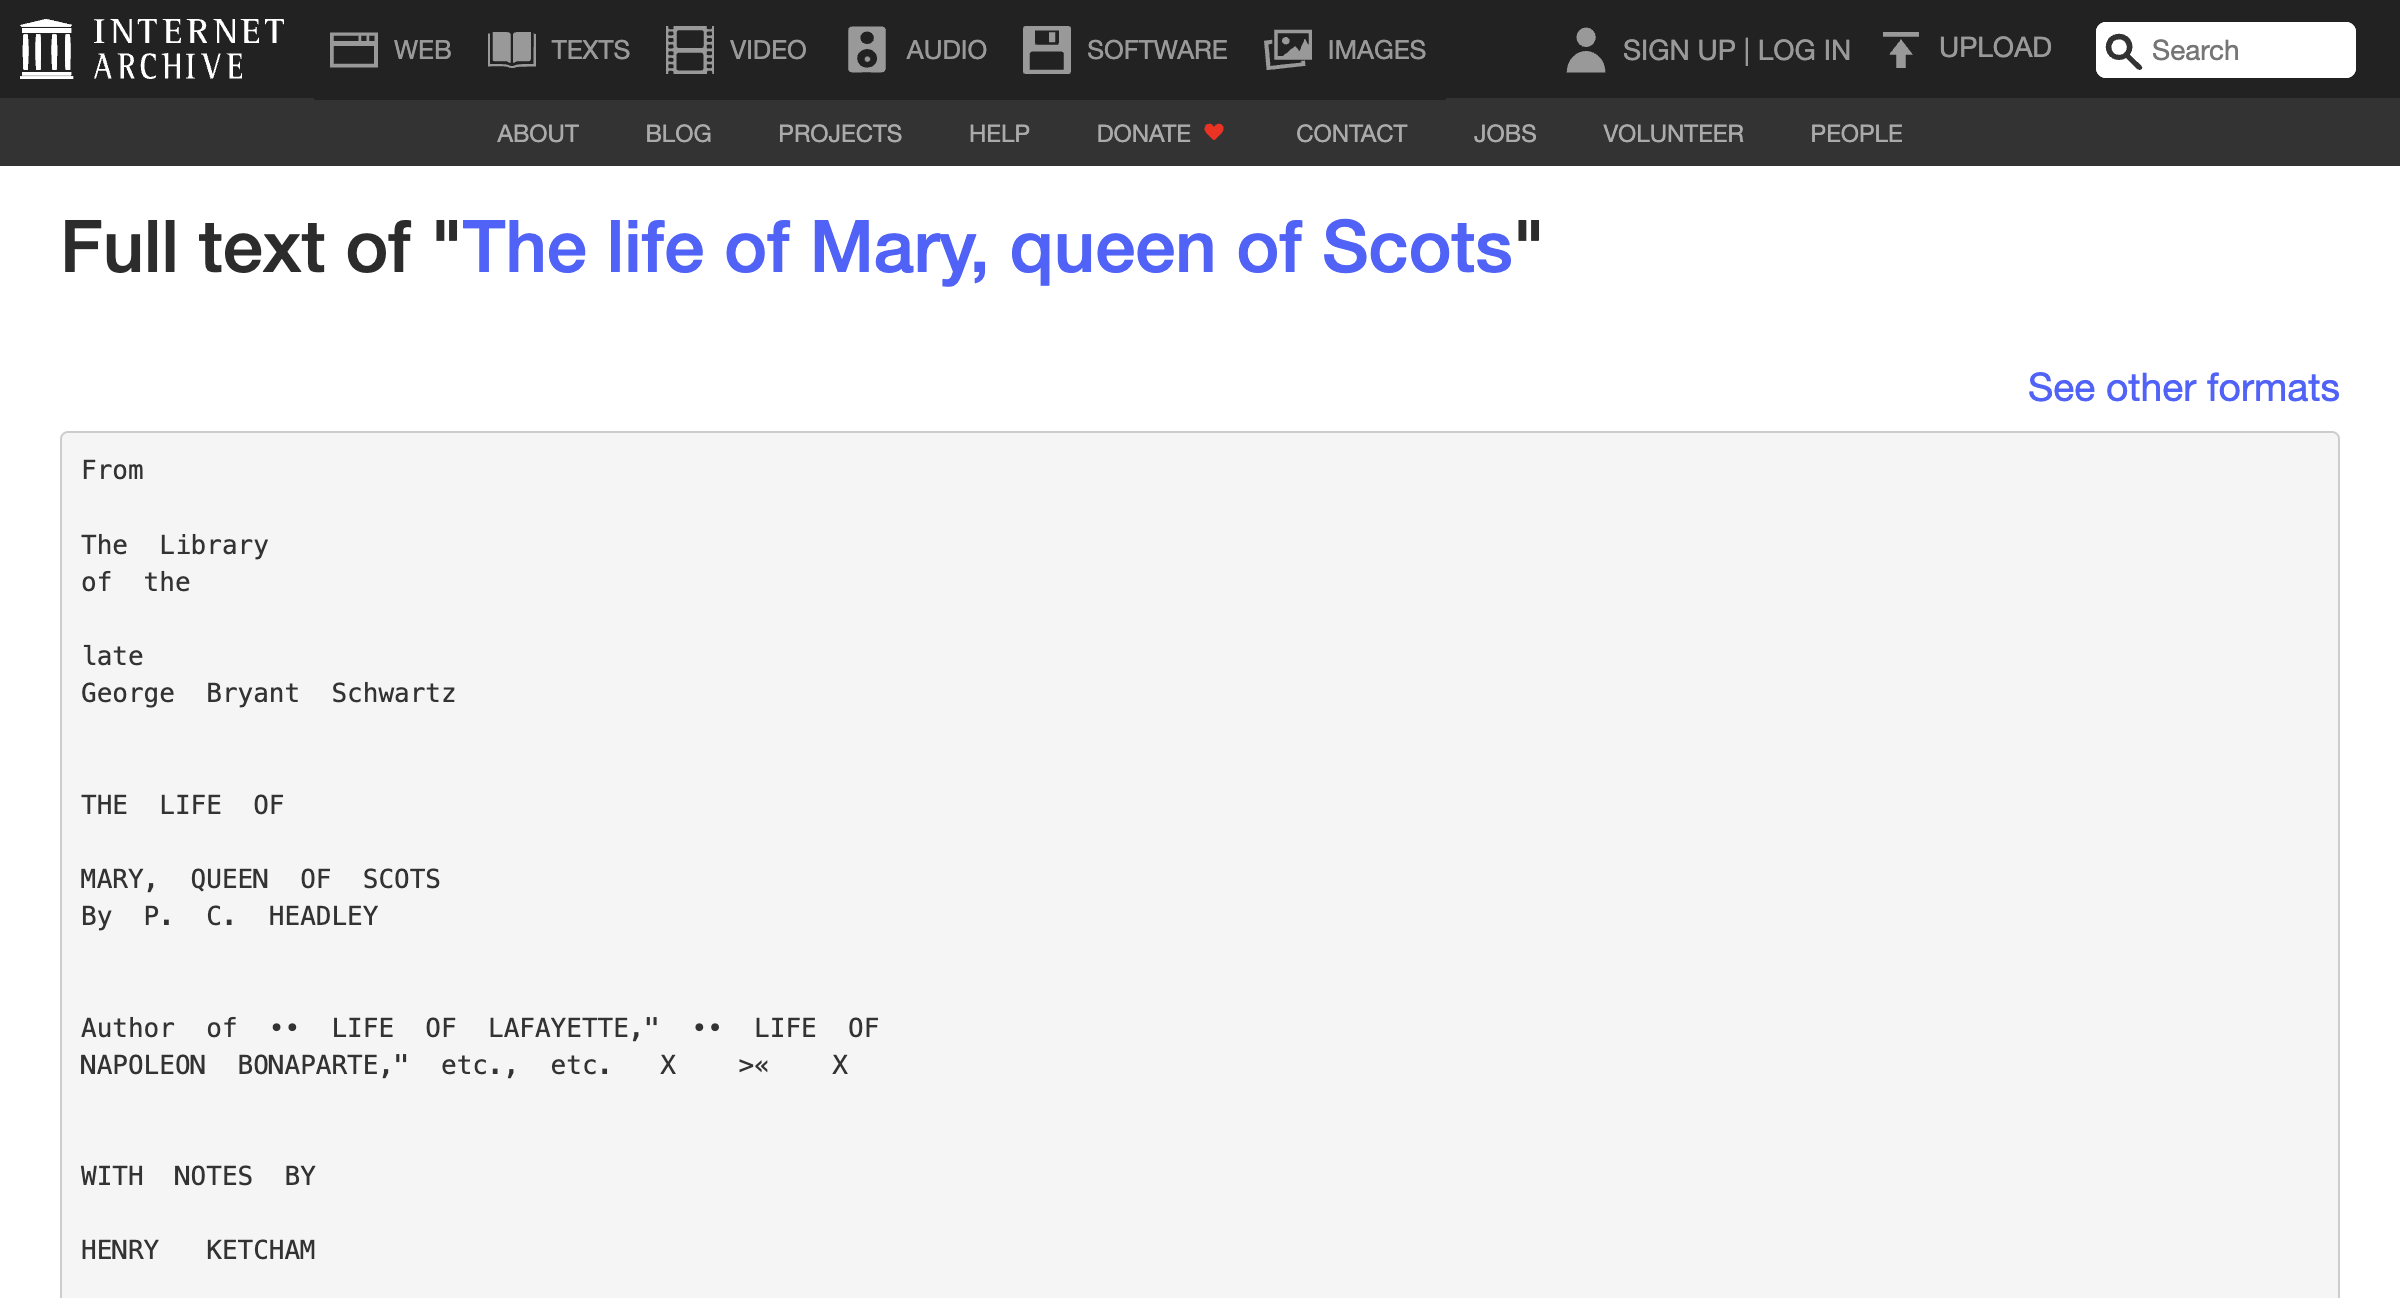 INTERNET
ARCHIVE
WEB TEXTS VIDEO AUDIO SOFTWARE IMAGES SIGN UP | LOG IN UPLOAD Search
ABOUT BLOG PROJECTS HELP DONATE CONTACT JOBS VOLUNTEER PEOPLE
Full text of "The life of Mary, queen of Scots"
See other formats
From
The Library
of the
late
George Bryant Schwartz
THE LIFE OF
MARY, QUEEN OF SCOTS
By P. C. HEADLEY
Author of •• LIFE OF LAFAYETTE," •• LIFE OF
NAPOLEON BONAPARTE," etc., etc. X >« X
WITH NOTES BY
HENRY KETCHAM